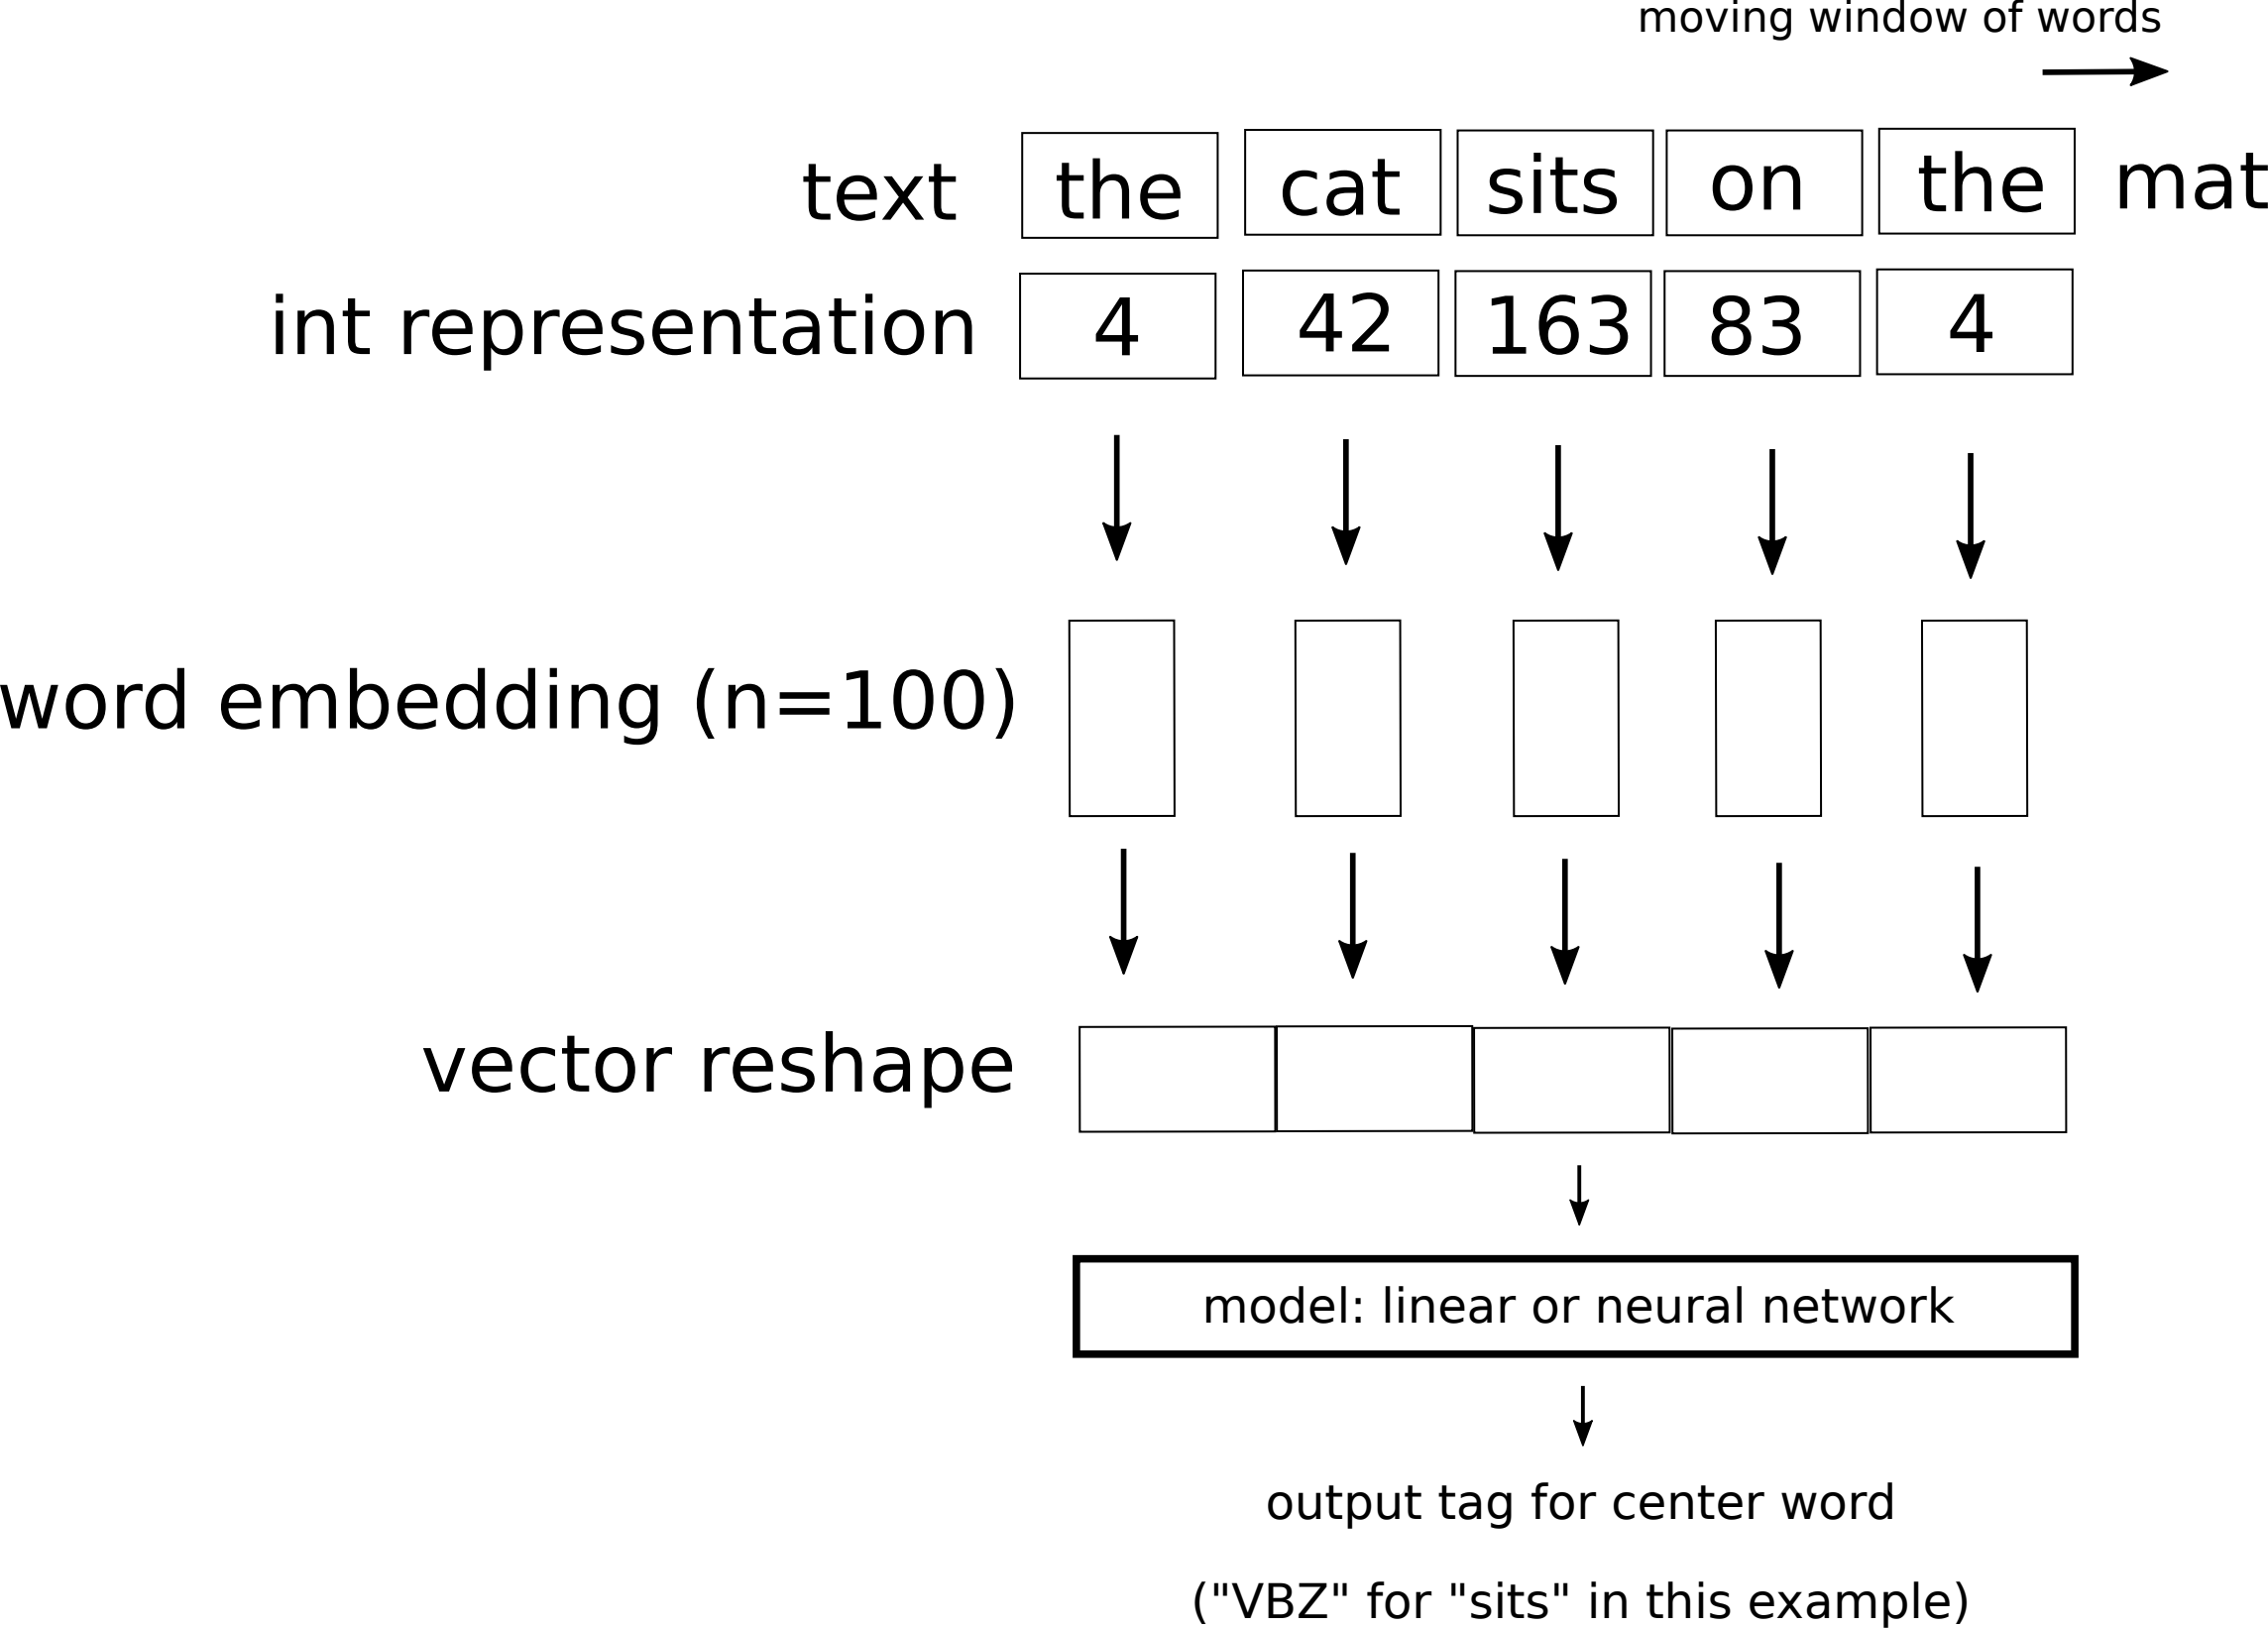 moving window of words
text the cat sits on the mat
int representation 4 42 163 83 4
word embedding (n=100)
vector reshape
model: linear or neural network
output tag for center word
("VBZ" for "sits" in this example)